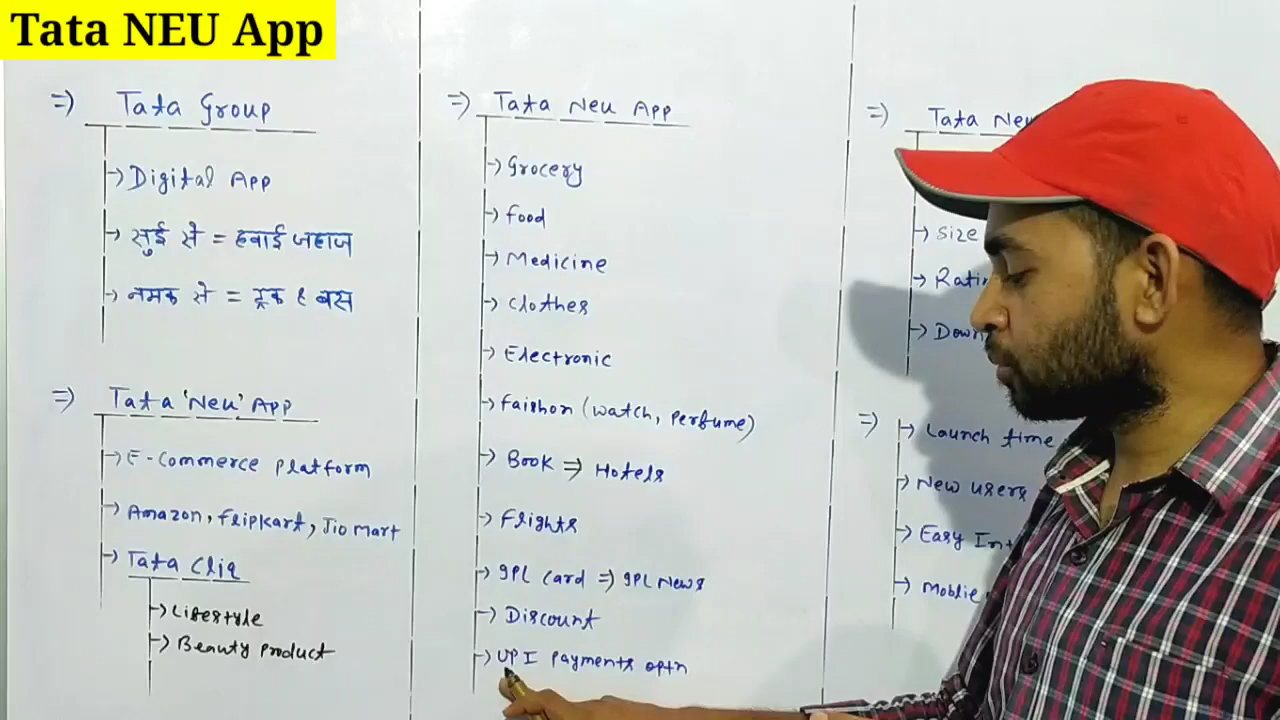 Tata NEU App
=) Tata Group
→ Digital App
→ सुई से = हवाई जहाज
→ नमक से = ट्रक है बस
=) Tata 'Neu' App
→ E-commerce platform
→ Amazon, flipkart, Jio Mart
→ Tata Cliq
→ Lifestyle
→ Beauty product
=) Tata Neu App
→ Grocery
→ food
→ Medicine
→ Clothes
→ Electronic
→ faishon (watch, perfume)
→ Book => Hotels
→ flights
→ IPL card => IPL News
→ Discount
→ UPI payments optn
=) Tata Neu
→ Size
→ Rati
→ Down
=) → Launch time
→ New users
→ Easy Int
→ Moblie